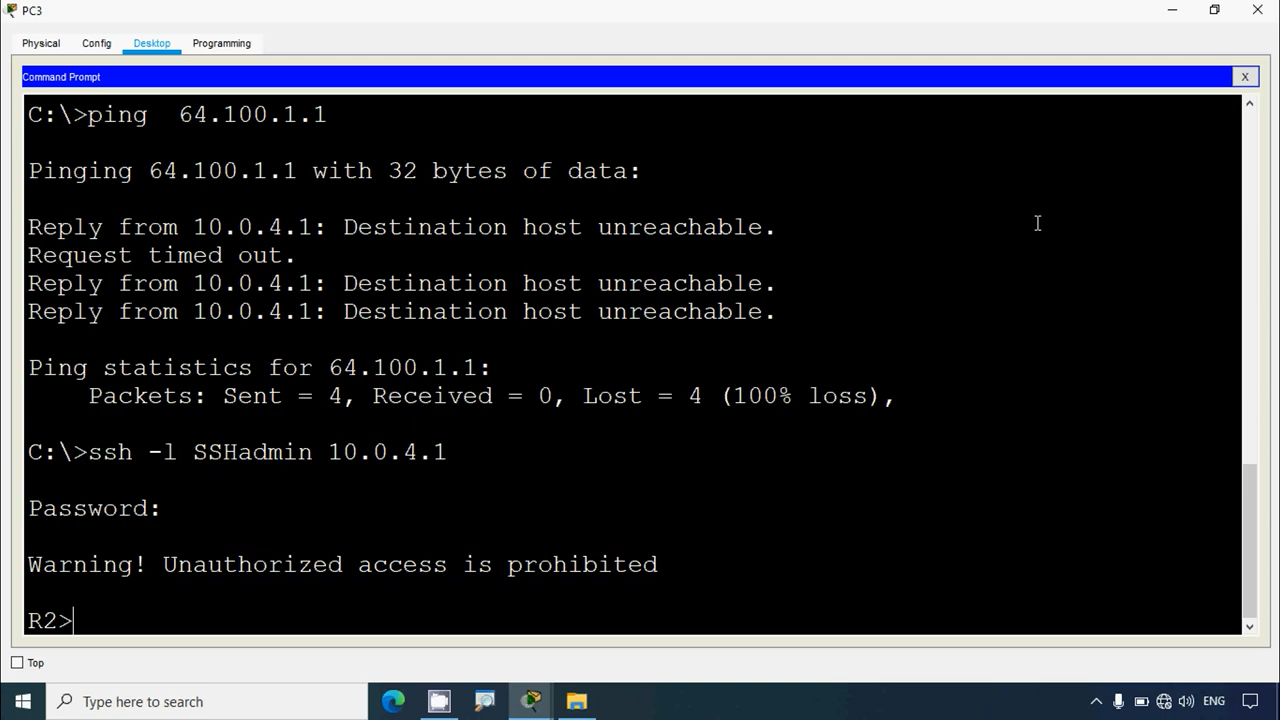 PC3
Physical Config Desktop Programming
Command Prompt X
C:\>ping  64.100.1.1
Pinging 64.100.1.1 with 32 bytes of data:
Reply from 10.0.4.1: Destination host unreachable.
Request timed out.
Reply from 10.0.4.1: Destination host unreachable.
Reply from 10.0.4.1: Destination host unreachable.
Ping statistics for 64.100.1.1:
    Packets: Sent = 4, Received = 0, Lost = 4 (100% loss),
C:\>ssh -l SSHadmin 10.0.4.1
Password:
Warning! Unauthorized access is prohibited
R2>
Top
Type here to search ENG